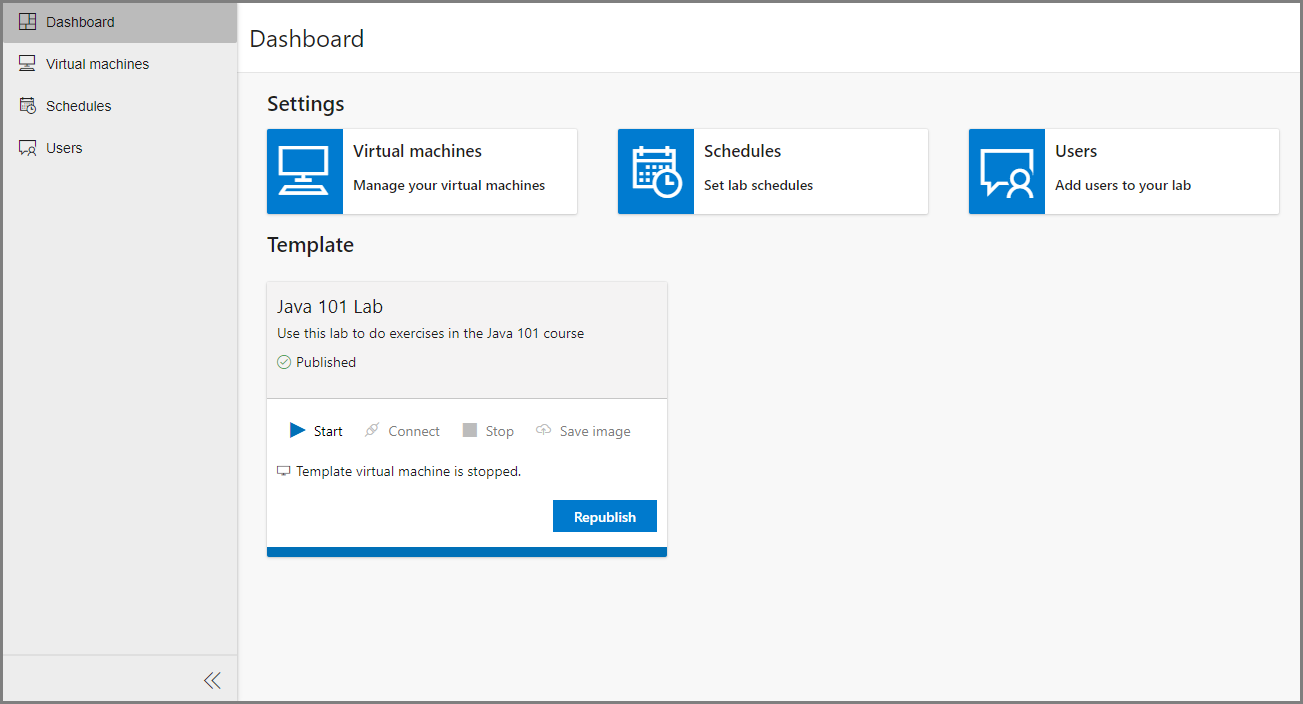 Dashboard
Virtual machines
Schedules
Users
Dashboard
Settings
Virtual machines
Manage your virtual machines
Schedules
Set lab schedules
Users
Add users to your lab
Template
Java 101 Lab
Use this lab to do exercises in the Java 101 course
Published
Start Connect Stop Save image
Template virtual machine is stopped.
Republish